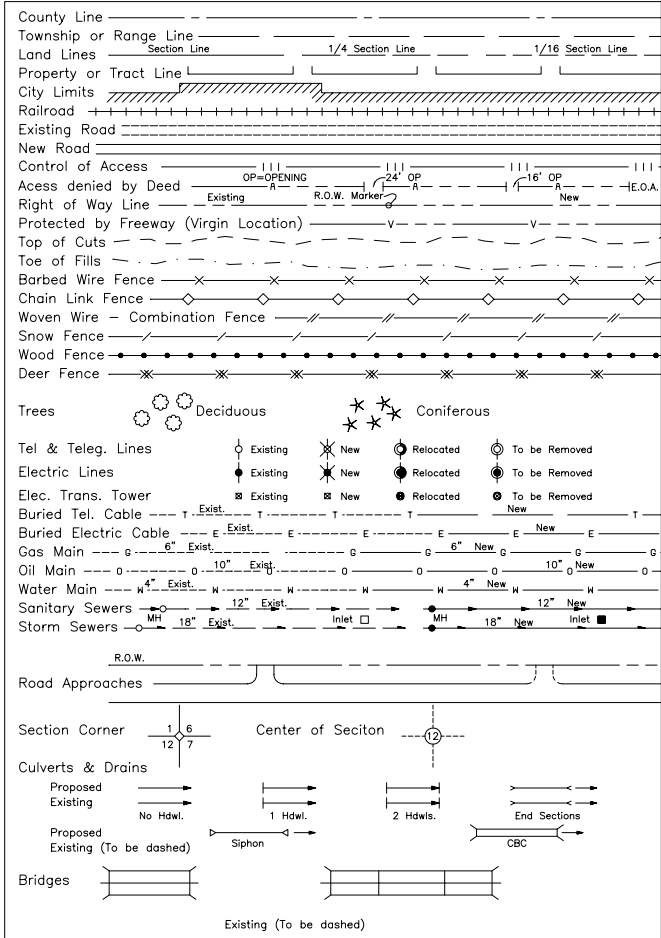 County Line
Township or Range Line
Land Lines Section Line 1/4 Section Line 1/16 Section Line
Property or Tract Line
City Limits
Railroad
Existing Road
New Road
Control of Access
OP=OPENING 24' OP 16' OP
Acess denied by Deed A A A E.O.A.
Right of Way Line Existing R.O.W. Marker New
Protected by Freeway (Virgin Location) V V
Top of Cuts
Toe of Fills
Barbed Wire Fence
Chain Link Fence
Woven Wire – Combination Fence
Snow Fence
Wood Fence
Deer Fence
Trees Deciduous Coniferous
Tel & Teleg. Lines Existing New Relocated To be Removed
Electric Lines Existing New Relocated To be Removed
Elec. Trans. Tower Existing New Relocated To be Removed
Buried Tel. Cable T Exist. T T T New T
Buried Electric Cable E Exist. E E E E New E
Gas Main G 6" Exist. G G G 6" New G G
Oil Main O O 10" Exist. O O O O O 10" New O O
Water Main 4" W Exist. W W W W 4" W New W
Sanitary Sewers 12" Exist. 12" New
Storm Sewers MH 18" Exist. Inlet MH 18" New Inlet
R.O.W.
Road Approaches
Section Corner 1 6 12 7 Center of Seciton 12
Culverts & Drains
Proposed
Existing
No Hdwl. 1 Hdwl. 2 Hdwls. End Sections
Proposed
Existing (To be dashed) Siphon CBC
Bridges
Existing (To be dashed)